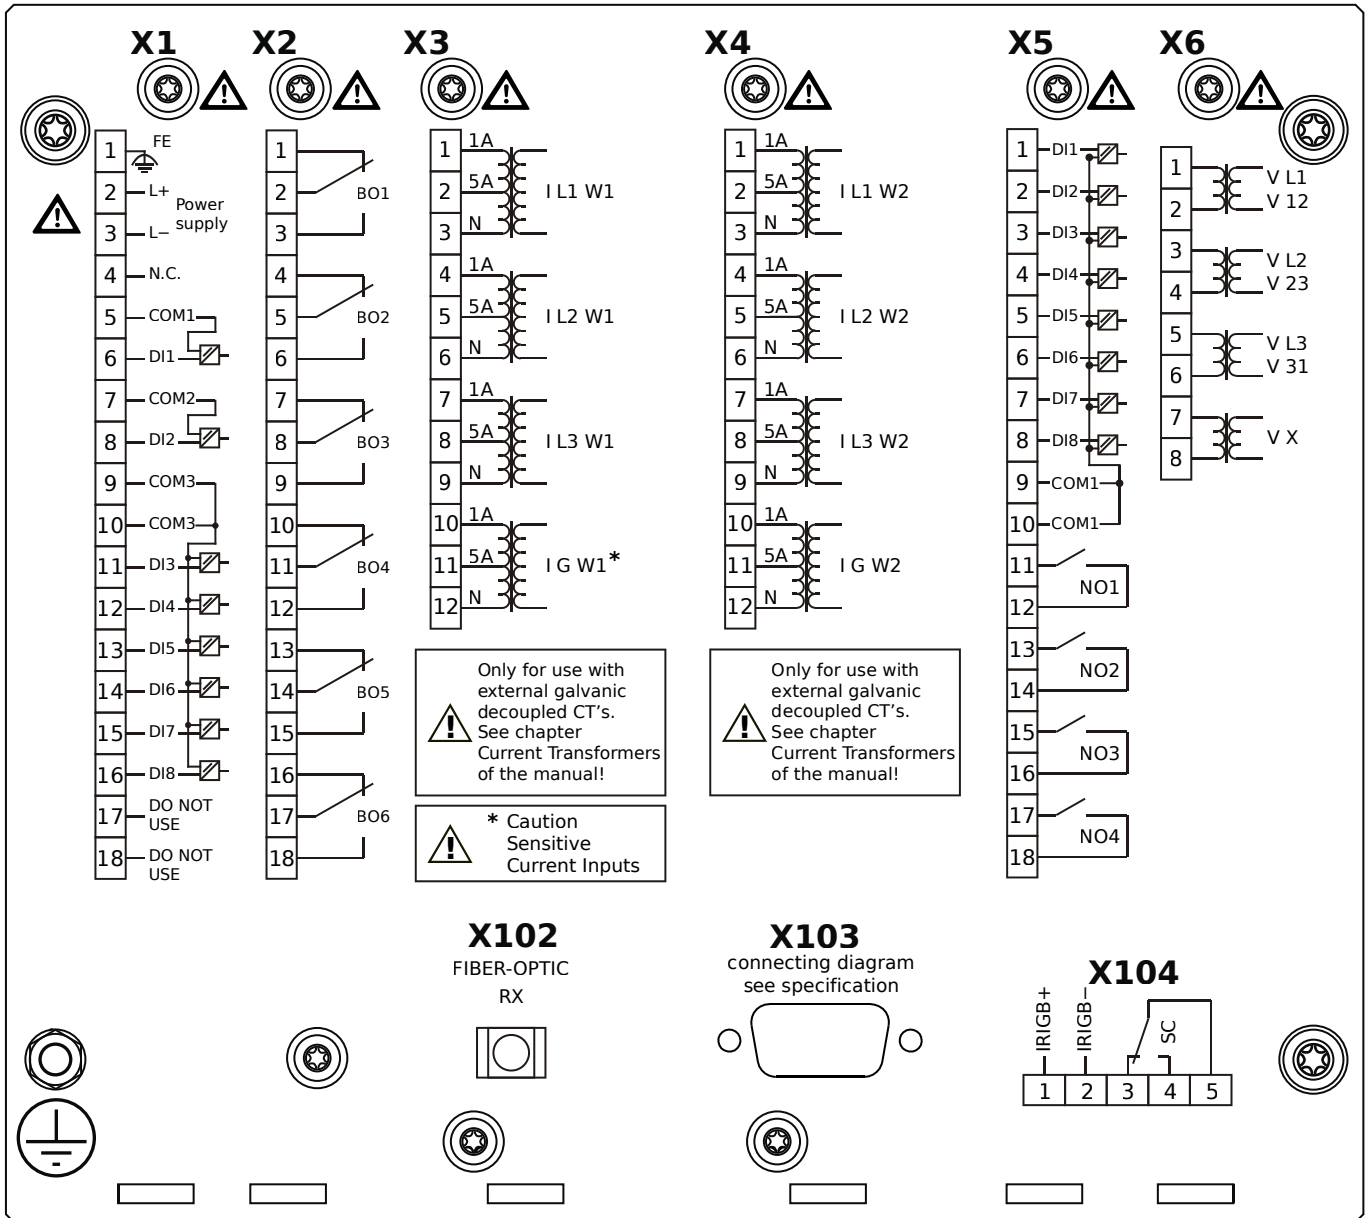 X1
X2
X3
X4
X5
X6
1 FE
2 L+
Power
supply
3 L−
4 N.C.
5 COM1
6 DI1
7 COM2
8 DI2
9 COM3
10 COM3
11 DI3
12 DI4
13 DI5
14 DI6
15 DI7
16 DI8
17 DO NOT
USE
18 DO NOT
USE
1
2 BO1
3
4
5 BO2
6
7
8 BO3
9
10
11 BO4
12
13
14 BO5
15
16
17 BO6
18
1 1A
2 5A I L1 W1
3 N
4 1A
5 5A I L2 W1
6 N
7 1A
8 5A I L3 W1
9 N
10 1A
11 5A I G W1*
12 N
Only for use with
external galvanic
decoupled CT's.
See chapter
Current Transformers
of the manual!
* Caution
Sensitive
Current Inputs
1 1A
2 5A I L1 W2
3 N
4 1A
5 5A I L2 W2
6 N
7 1A
8 5A I L3 W2
9 N
10 1A
11 5A I G W2
12 N
Only for use with
external galvanic
decoupled CT's.
See chapter
Current Transformers
of the manual!
1 DI1
2 DI2
3 DI3
4 DI4
5 DI5
6 DI6
7 DI7
8 DI8
9 COM1
10 COM1
11
NO1
12
13
NO2
14
15
NO3
16
17
NO4
18
1
V L1
2 V 12
3
V L2
4 V 23
5
V L3
6 V 31
7
V X
8
X102
FIBER-OPTIC
RX
X103
connecting diagram
see specification
X104
IRIGB+
IRIGB−
SC
1 2 3 4 5